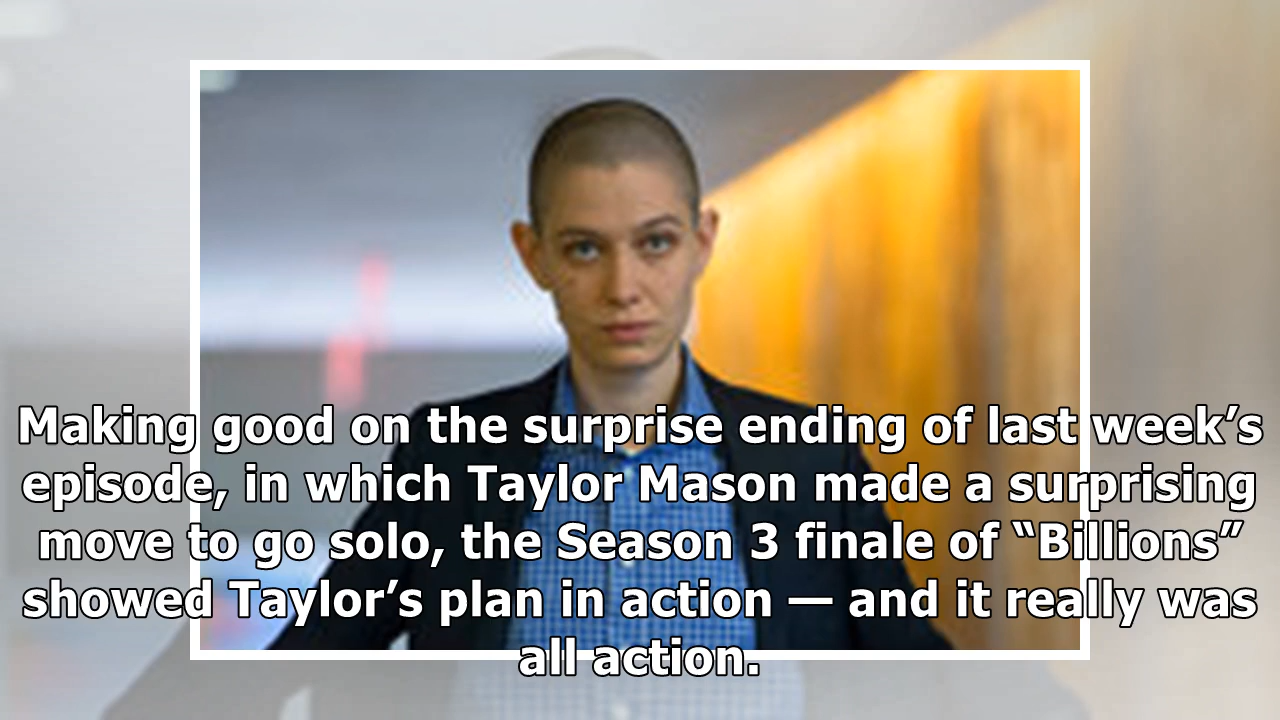 Making good on the surprise ending of last week’s
episode, in which Taylor Mason made a surprising
move to go solo, the Season 3 finale of “Billions”
showed Taylor’s plan in action — and it really was
all action.